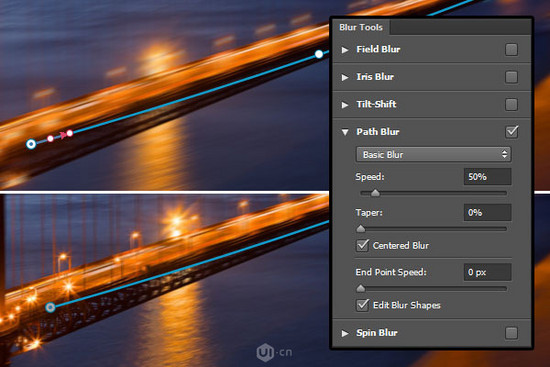 Blur Tools
Field Blur
Iris Blur
Tilt-Shift
Path Blur
Basic Blur
Speed: 50%
Taper: 0%
Centered Blur
End Point Speed: 0 px
Edit Blur Shapes
Spin Blur
UI·cn